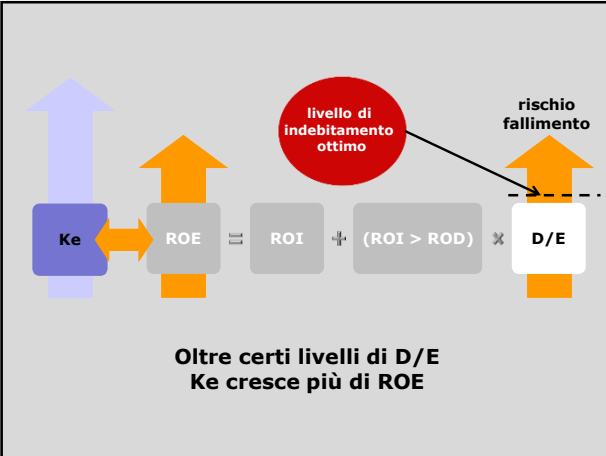 livello di
indebitamento
ottimo
rischio
fallimento
Ke ROE = ROI + (ROI > ROD) × D/E
Oltre certi livelli di D/E
Ke cresce più di ROE